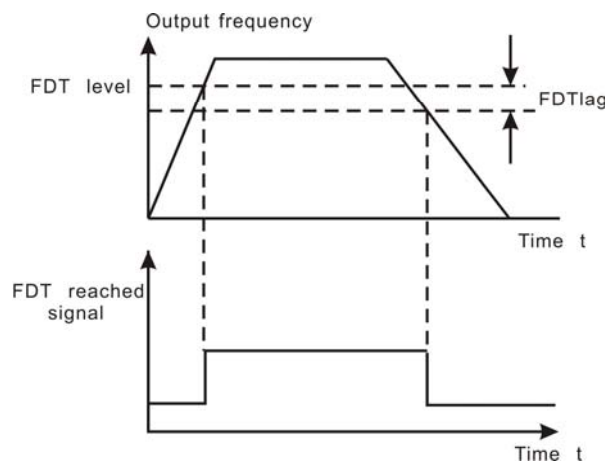 Output frequency
FDT level
FDTlag
Time t
FDT reached
signal
Time t